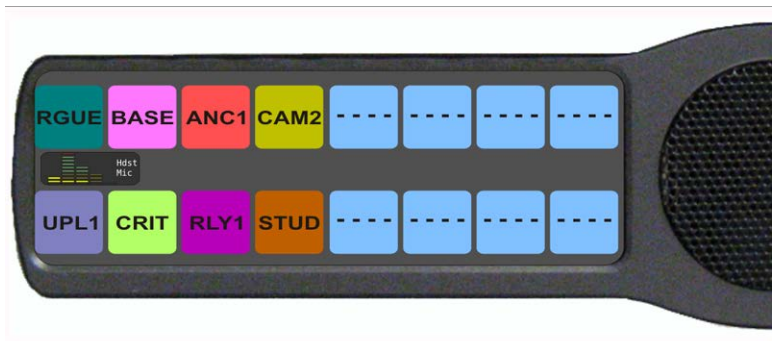 RGUE BASE ANC1 CAM2 ---- ---- ---- ----
Hdst
Mic
UPL1 CRIT RLY1 STUD ---- ---- ---- ----